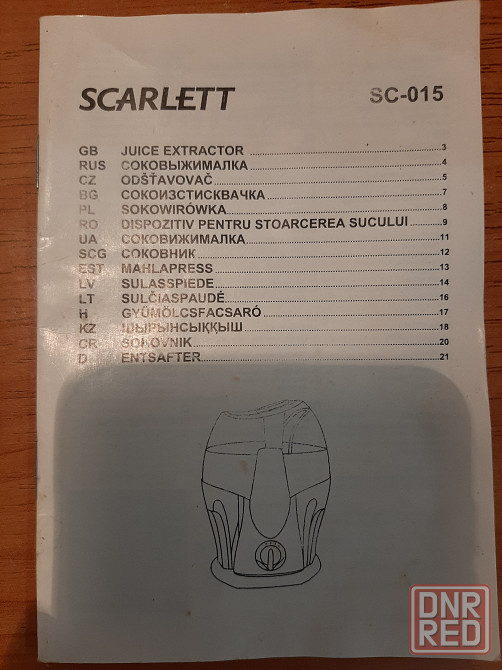 SCARLETT SC-015
GB JUICE EXTRACTOR 3
RUS СОКОВЫЖИМАЛКА 4
CZ ODŠŤAVOVAČ 5
BG СОКОИЗСТИСКВАЧКА 7
PL SOKOWIRÓWKA 8
RO DISPOZITIV PENTRU STOARCEREA SUCULUI 9
UA СОКОВИЖИМАЛКА 11
SCG СОКОВНИК 12
EST MAHLAPRESS 13
LV SULASSPIEDE 14
LT SULČIASPAUDĖ 16
H GYÜMÖLCSFACSARÓ 17
KZ ШЫРЫНСЫҚҚЫШ 18
CR SOKOVNIK 20
D ENTSAFTER 21
DNR
RED